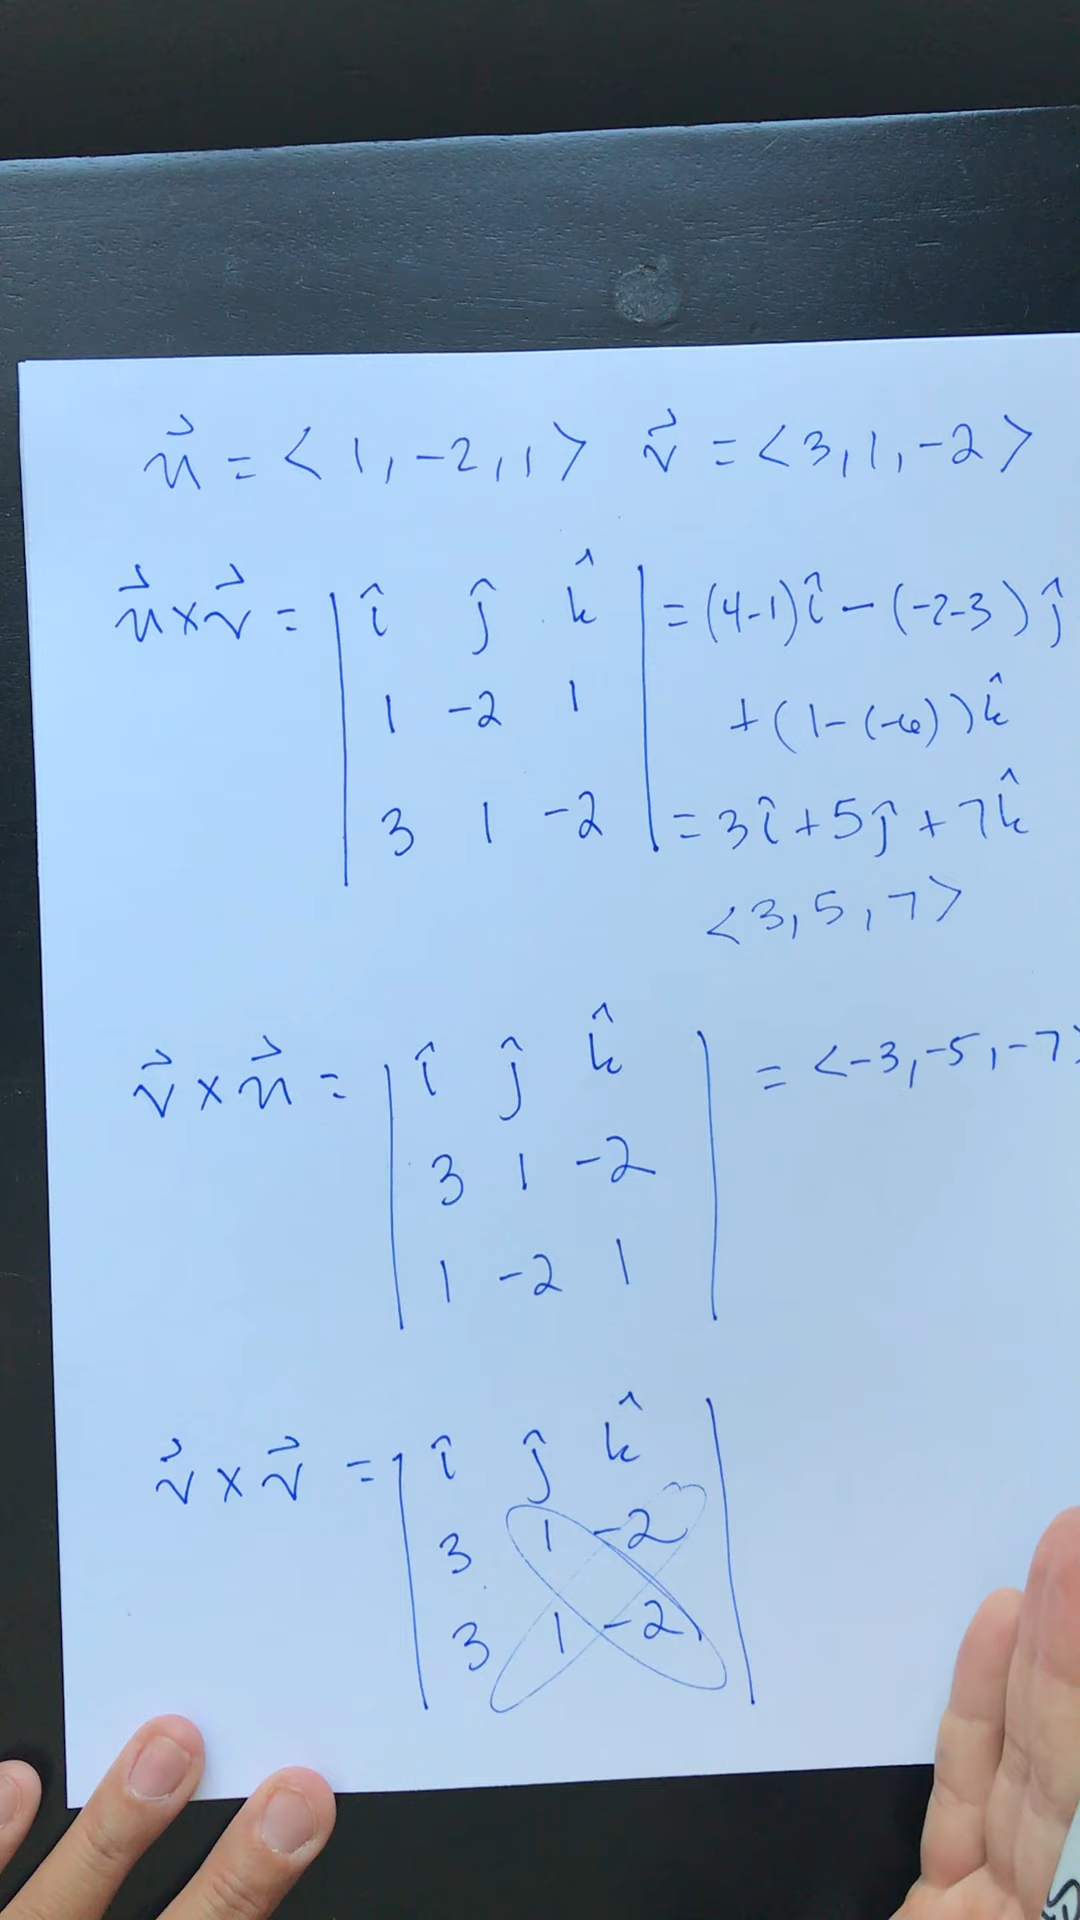 u⃗ = <1, -2, 1> v⃗ = <3, 1, -2>
u⃗ x v⃗ = | î ĵ k̂ | = (4-1)î - (-2-3)ĵ
1 -2 1 + (1-(-6))k̂
3 1 -2 = 3î + 5ĵ + 7k̂
<3, 5, 7>
v⃗ x u⃗ = | î ĵ k̂ | = <-3, -5, -7>
3 1 -2
1 -2 1
v⃗ x v⃗ = | î ĵ k̂ |
3 1 -2
3 1 -2